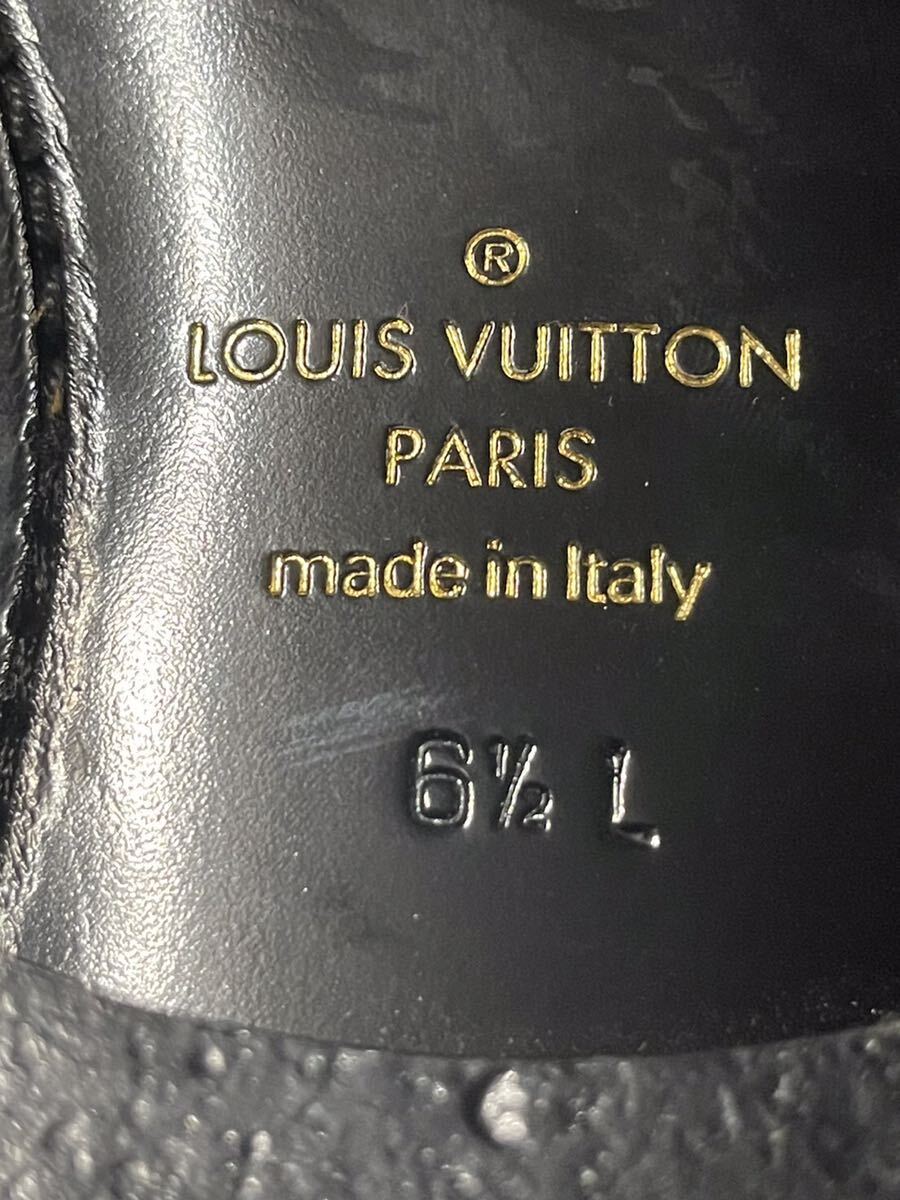 ®
LOUIS VUITTON
PARIS
made in Italy
6½ L